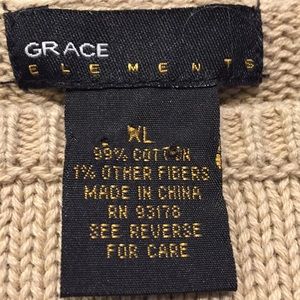 GRACE
ELEMENTS
XL
99% COTTON
1% OTHER FIBERS
MADE IN CHINA
RN 93178
SEE REVERSE
FOR CARE